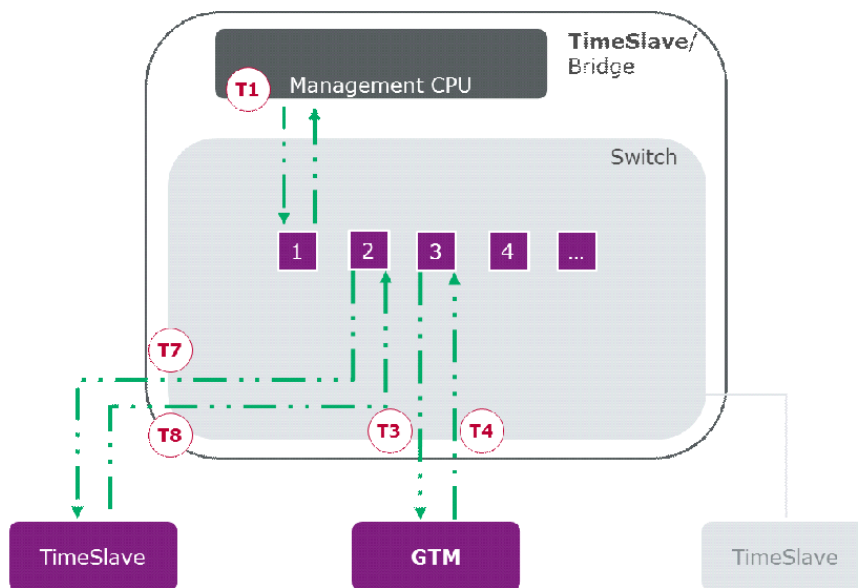 TimeSlave/
Bridge
Management CPU
T1
Switch
1
2
3
4
...
T7
T8
T3
T4
TimeSlave
GTM
TimeSlave